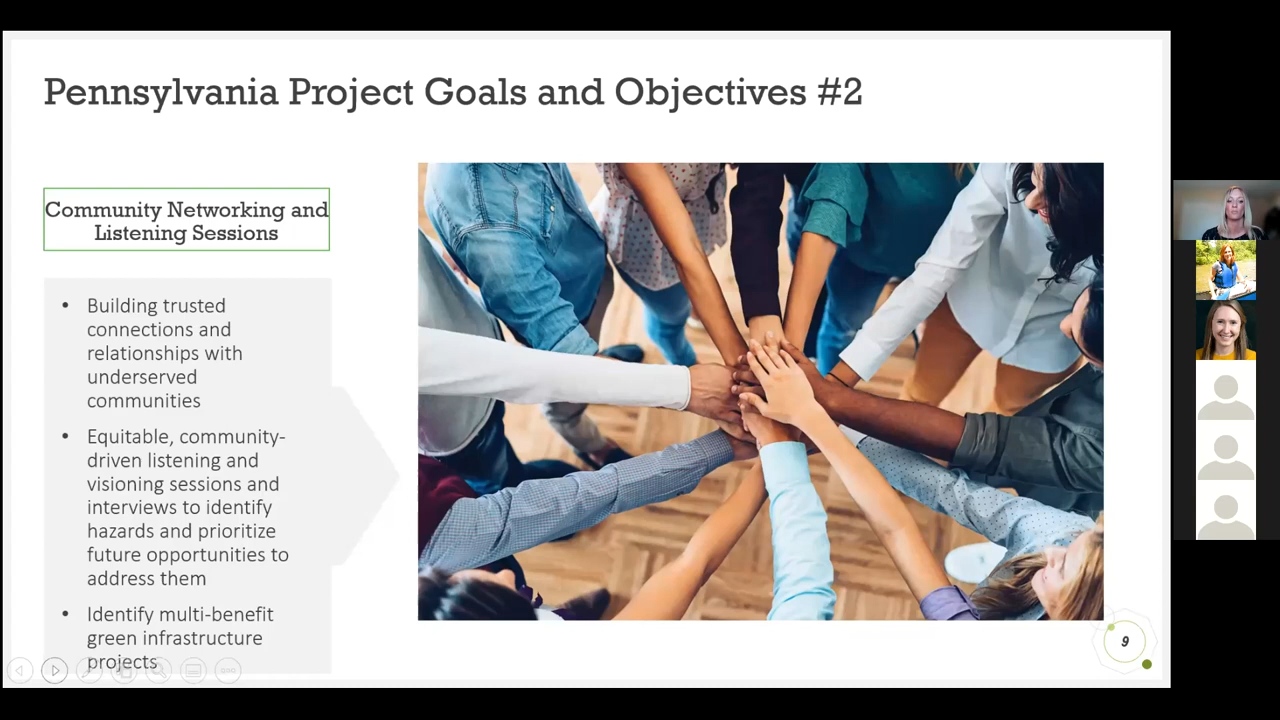 Pennsylvania Project Goals and Objectives #2
Community Networking and
Listening Sessions
• Building trusted
connections and
relationships with
underserved
communities
• Equitable, community-
driven listening and
visioning sessions and
interviews to identify
hazards and prioritize
future opportunities to
address them
• Identify multi-benefit
green infrastructure
projects
9